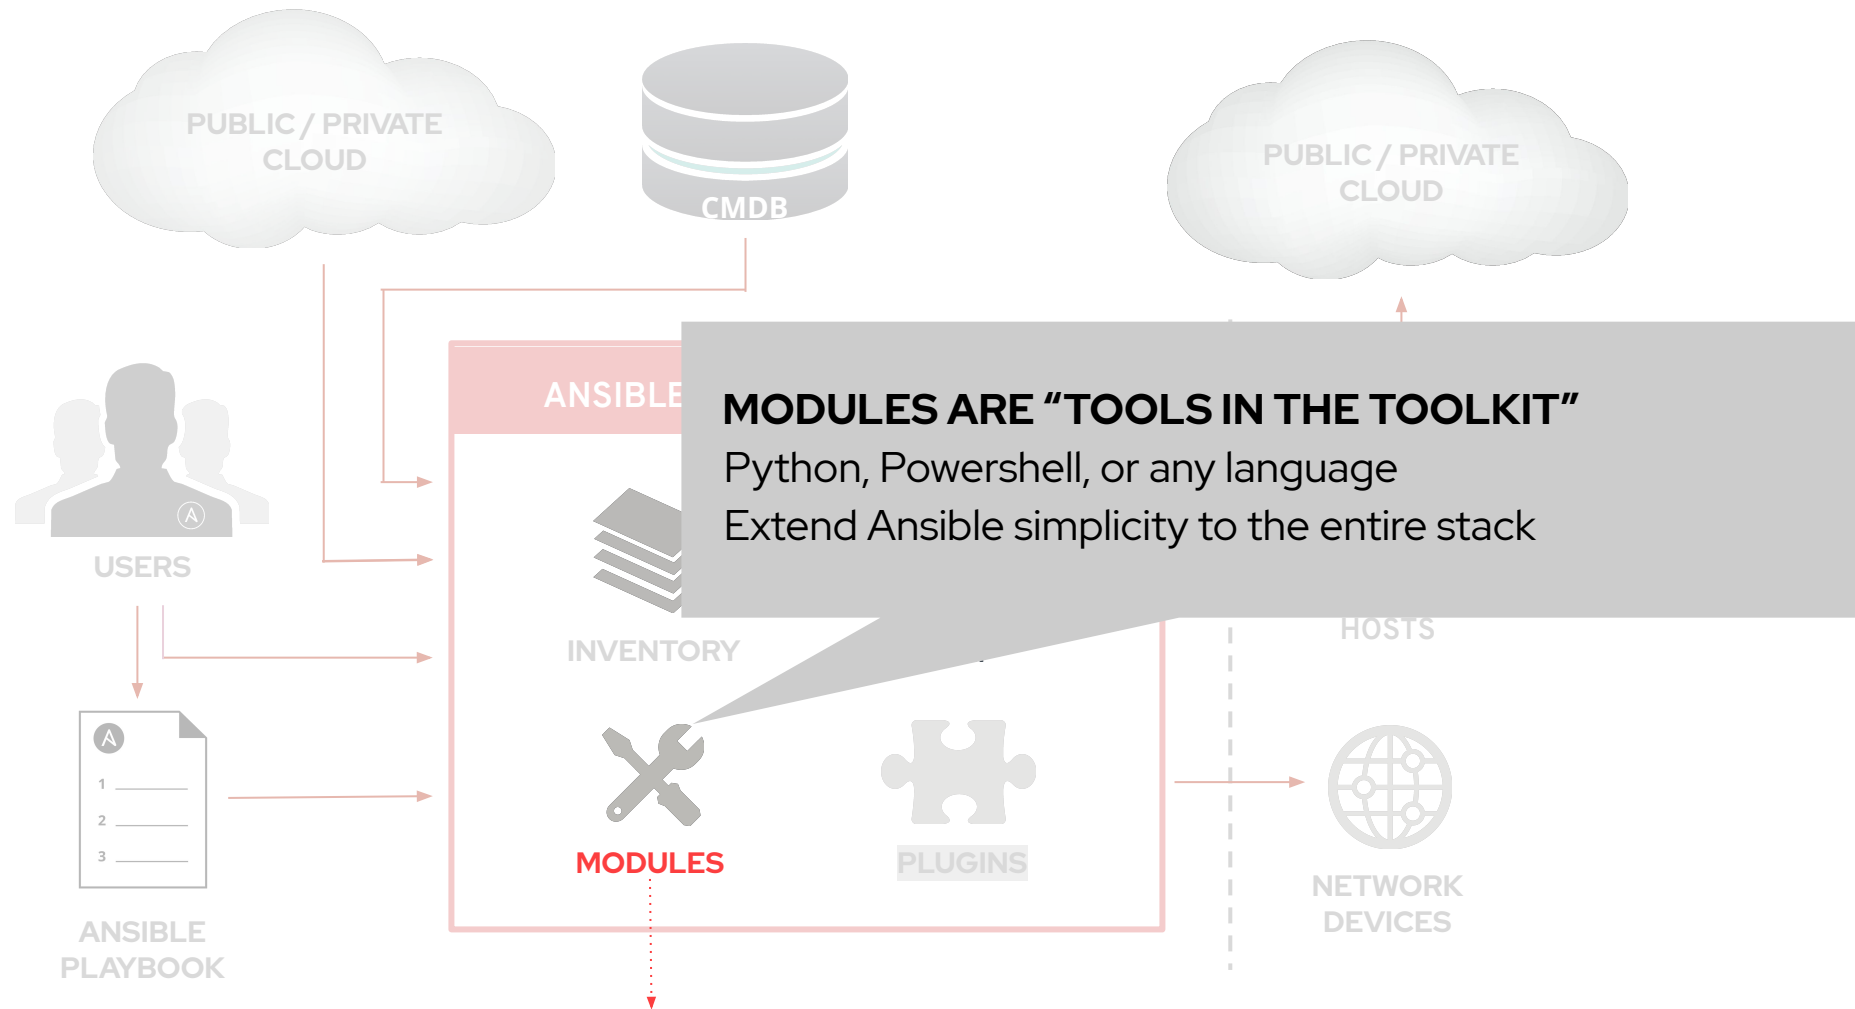 PUBLIC / PRIVATE
CLOUD
CMDB
PUBLIC / PRIVATE
CLOUD
ANSIBLE
MODULES ARE “TOOLS IN THE TOOLKIT”
Python, Powershell, or any language
Extend Ansible simplicity to the entire stack
USERS
INVENTORY
HOSTS
1
2
3
MODULES
PLUGINS
NETWORK
DEVICES
ANSIBLE
PLAYBOOK